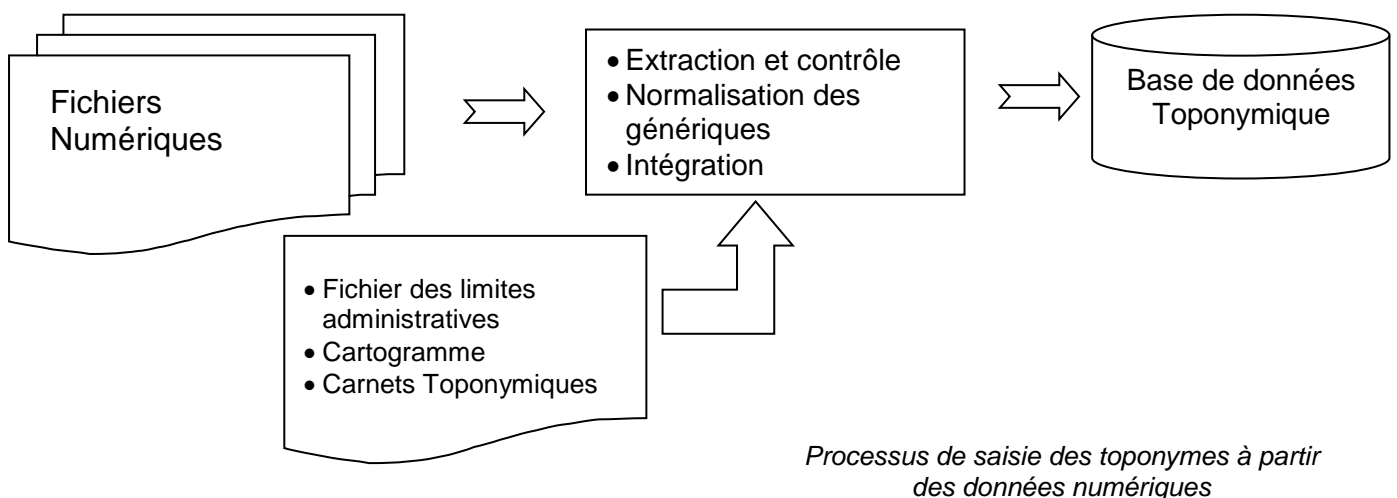 Fichiers
Numériques
• Extraction et contrôle
• Normalisation des
génériques
• Intégration
Base de données
Toponymique
• Fichier des limites
administratives
• Cartogramme
• Carnets Toponymiques
Processus de saisie des toponymes à partir
des données numériques